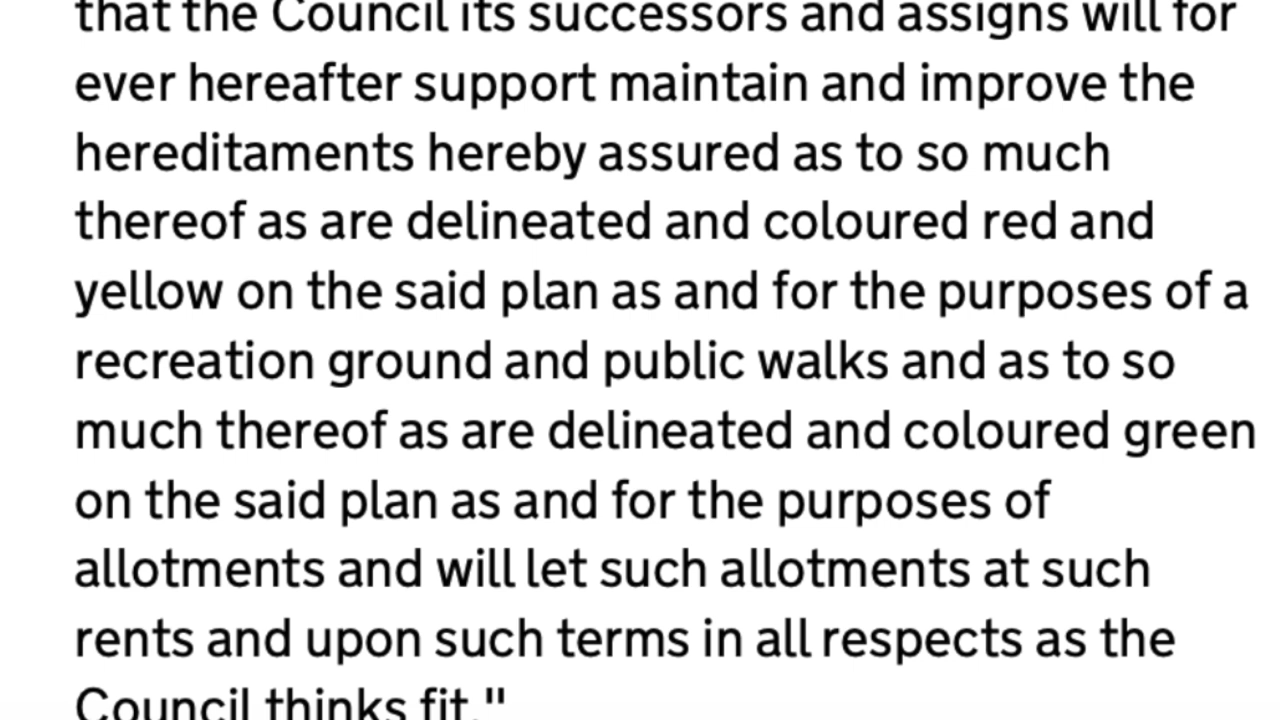 that the Council its successors and assigns will for
ever hereafter support maintain and improve the
hereditaments hereby assured as to so much
thereof as are delineated and coloured red and
yellow on the said plan as and for the purposes of a
recreation ground and public walks and as to so
much thereof as are delineated and coloured green
on the said plan as and for the purposes of
allotments and will let such allotments at such
rents and upon such terms in all respects as the
Council thinks fit."